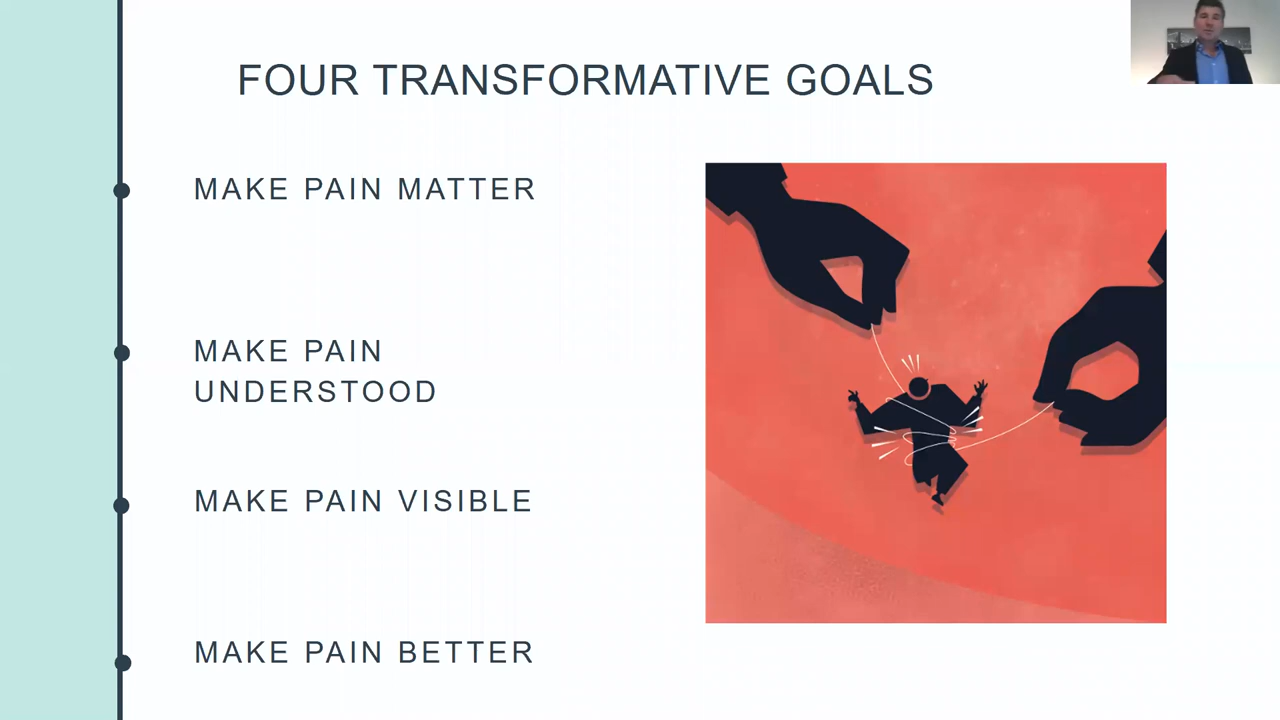 FOUR TRANSFORMATIVE GOALS
MAKE PAIN MATTER
MAKE PAIN
UNDERSTOOD
MAKE PAIN VISIBLE
MAKE PAIN BETTER